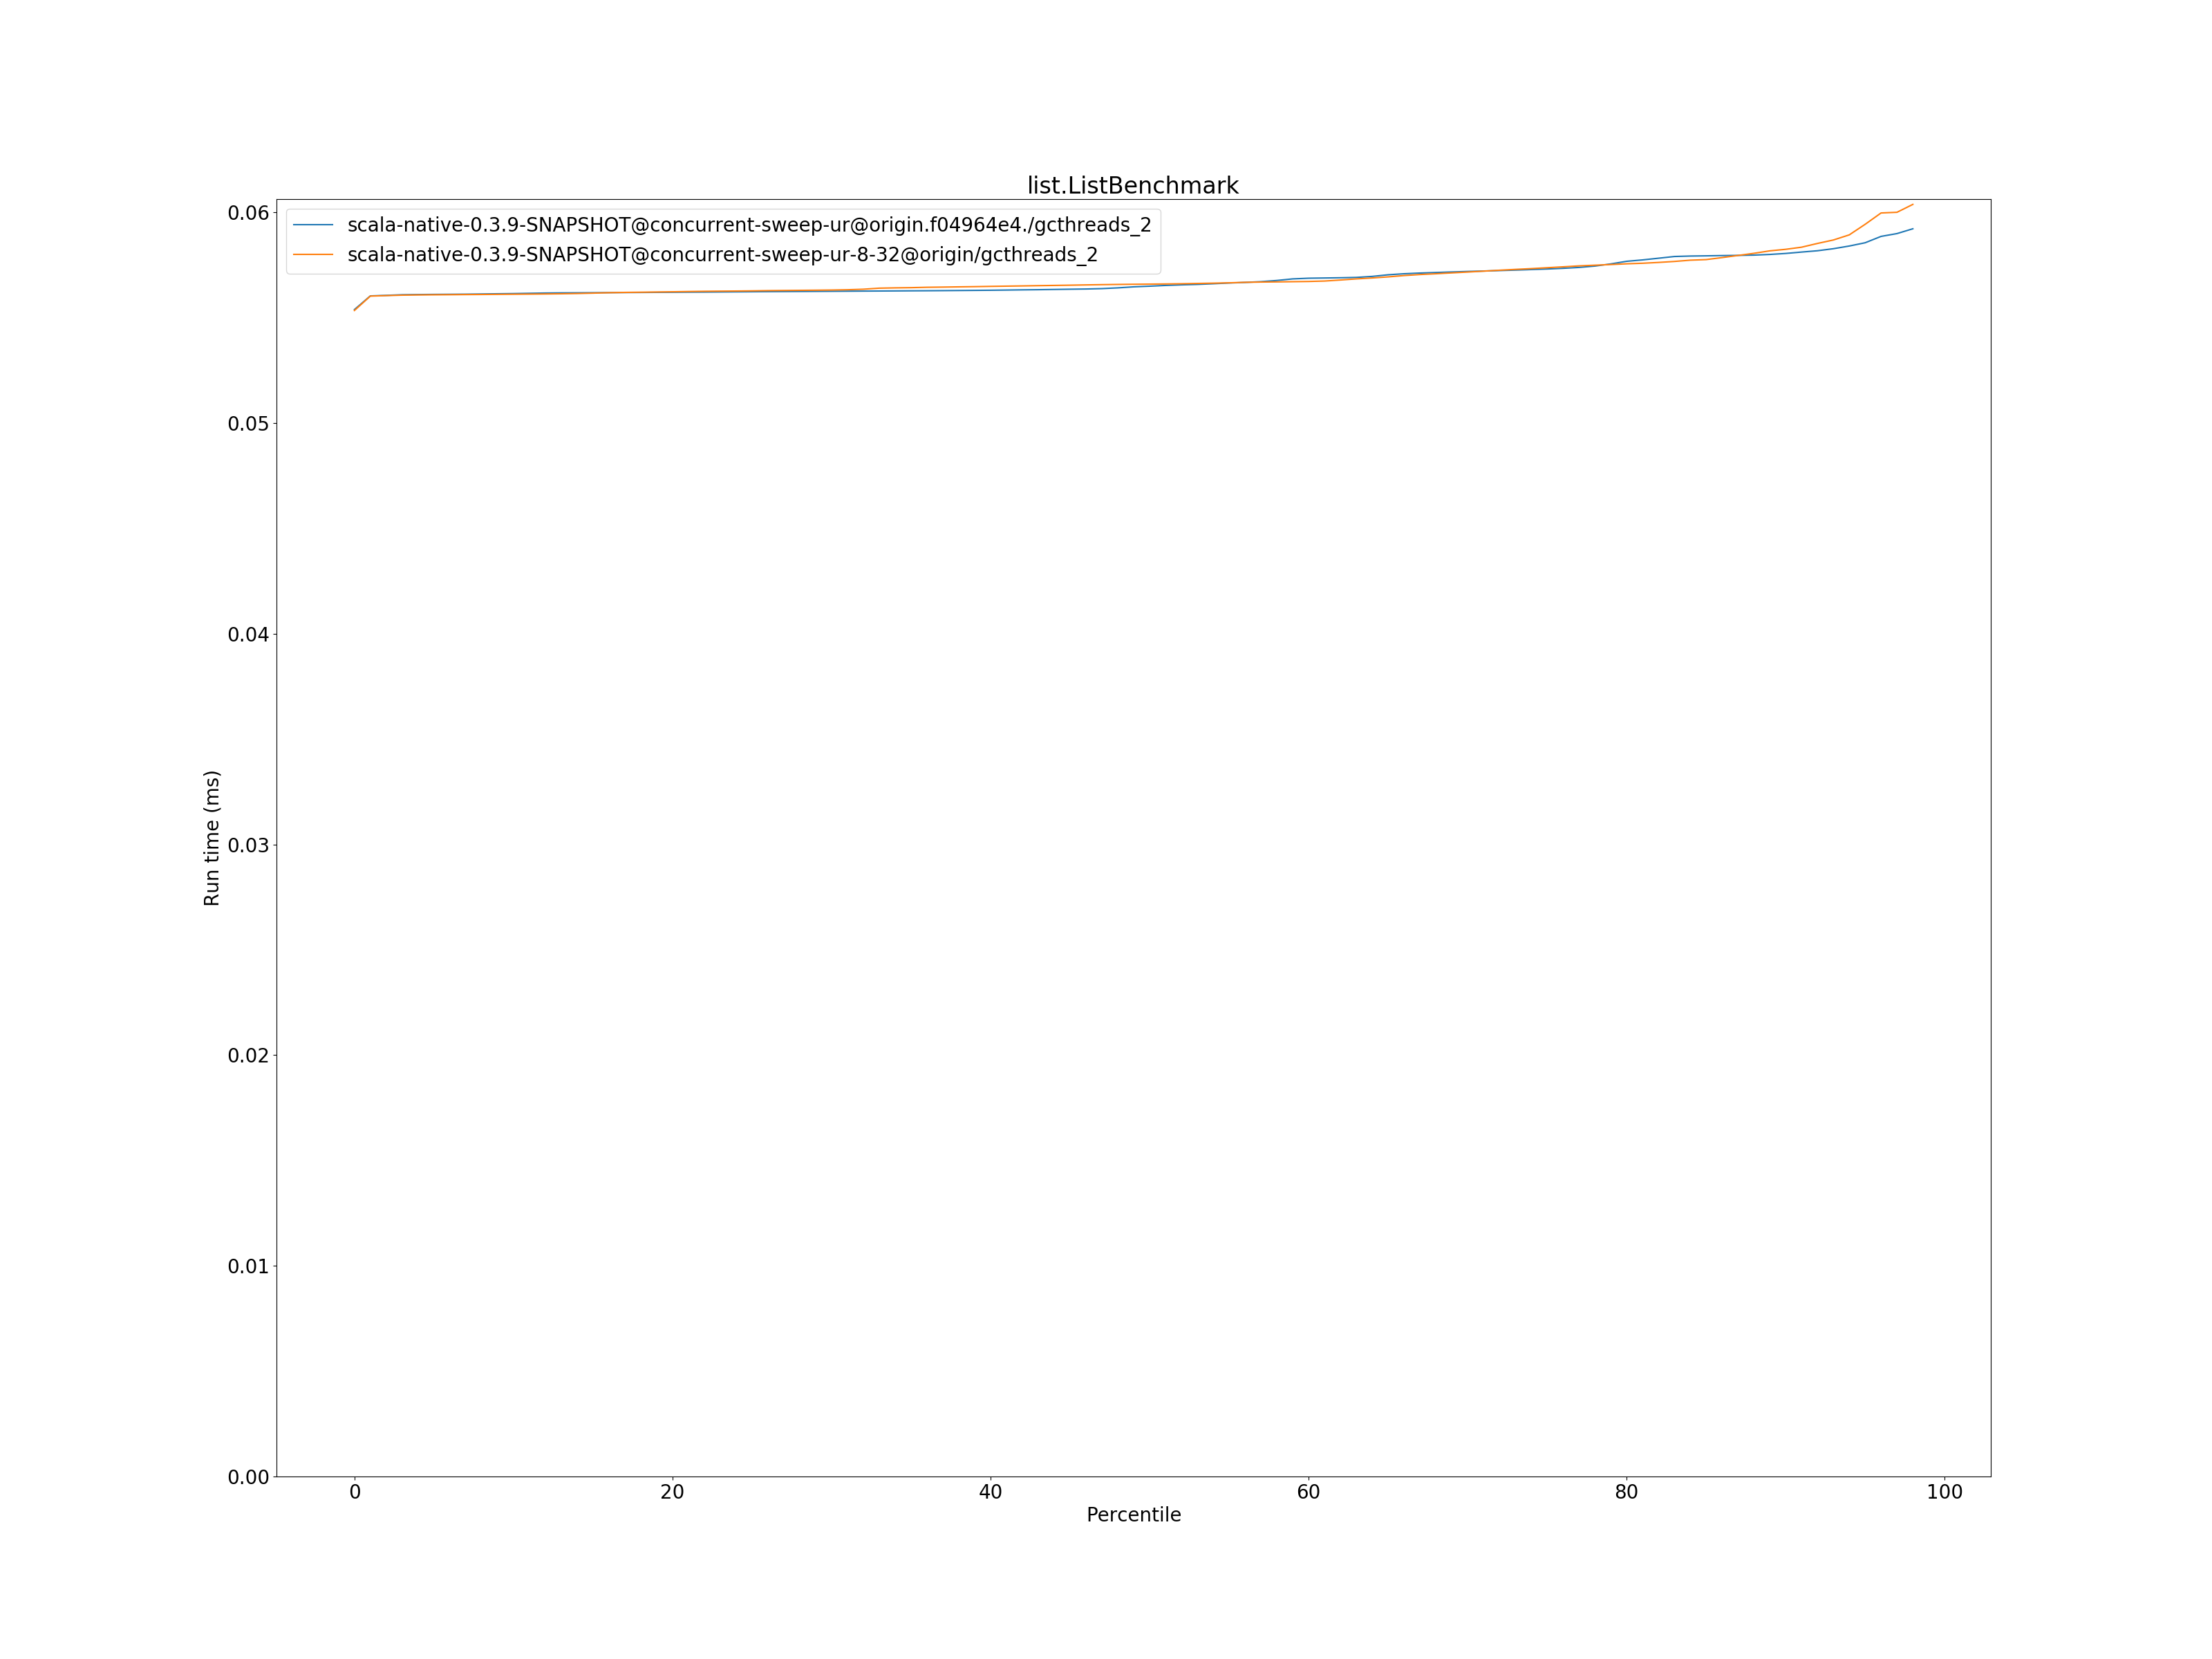 list.ListBenchmark
scala-native-0.3.9-SNAPSHOT@concurrent-sweep-ur@origin.f04964e4./gcthreads_2
scala-native-0.3.9-SNAPSHOT@concurrent-sweep-ur-8-32@origin/gcthreads_2
0.06
0.05
0.04
0.03
0.02
0.01
0.00
Run time (ms)
0 20 40 60 80 100
Percentile